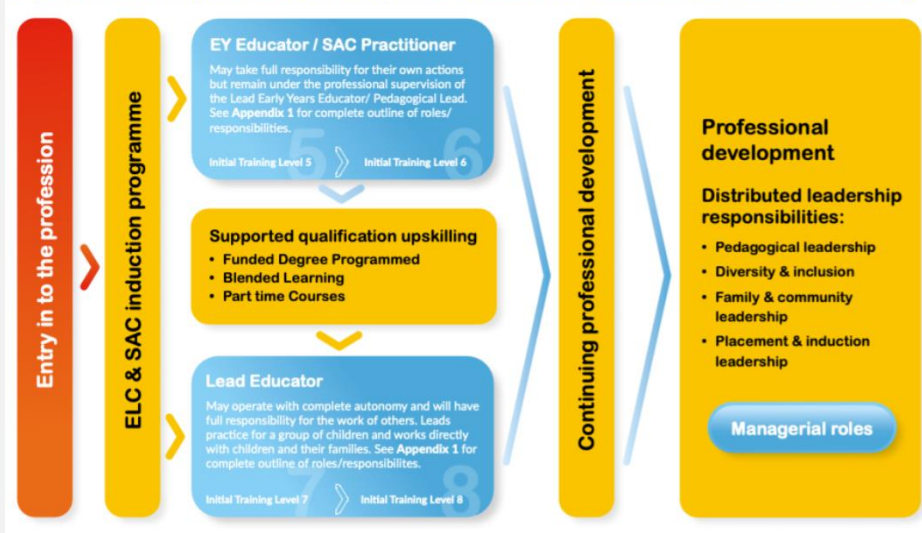 Entry in to the profession
ELC & SAC induction programme
EY Educator / SAC Practitioner
May take full responsibility for their own actions
but remain under the professional supervision of
the Lead Early Years Educator/ Pedagogical Lead.
See Appendix 1 for complete outline of roles/
responsibilities.
5
6
Initial Training Level 5
Initial Training Level 6
Supported qualification upskilling
• Funded Degree Programmed
• Blended Learning
• Part time Courses
Lead Educator
May operate with complete autonomy and will have
full responsibility for the work of others. Leads
practice for a group of children and works directly
with children and their families. See Appendix 1 for
complete outline of roles/responsibilites.
7
8
Initial Training Level 7
Initial Training Level 8
Continuing professional development
Professional
development
Distributed leadership
responsibilities:
• Pedagogical leadership
• Diversity & inclusion
• Family & community
leadership
• Placement & induction
leadership
Managerial roles